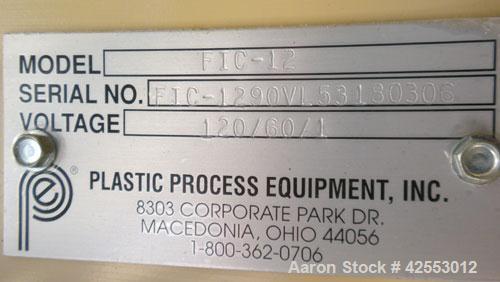 MODEL FIC-12
SERIAL NO. FIC-1290VL53180306
VOLTAGE 120/60/1
pe®
PLASTIC PROCESS EQUIPMENT, INC.
8303 CORPORATE PARK DR.
MACEDONIA, OHIO 44056
1-800-362-0706
Aaron Stock # 42553012